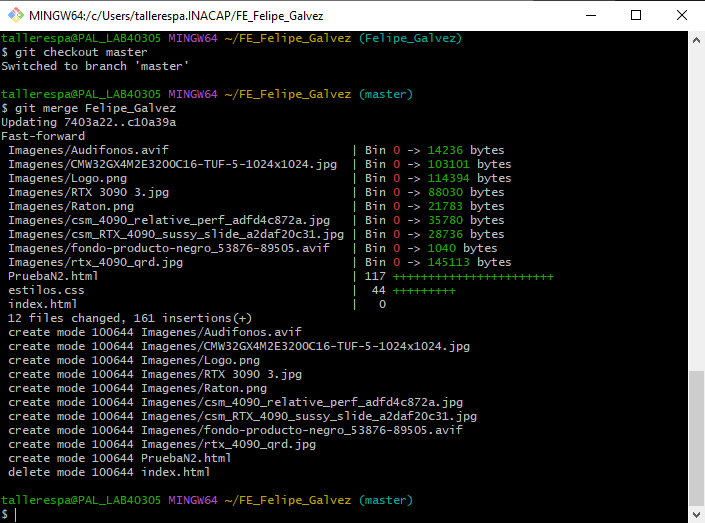 MINGW64:/c/Users/tallerespa.INACAP/FE_Felipe_Galvez
tallerespa@PAL_LAB40305 MINGW64 ~/FE_Felipe_Galvez (Felipe_Galvez)
$ git checkout master
Switched to branch 'master'
tallerespa@PAL_LAB40305 MINGW64 ~/FE_Felipe_Galvez (master)
$ git merge Felipe_Galvez
Updating 7403a22..c10a39a
Fast-forward
 Imagenes/Audifonos.avif                          | Bin 0 -> 14236 bytes
 Imagenes/CMW32GX4M2E3200C16-TUF-5-1024x1024.jpg  | Bin 0 -> 103101 bytes
 Imagenes/Logo.png                                | Bin 0 -> 114394 bytes
 Imagenes/RTX 3090 3.jpg                          | Bin 0 -> 88030 bytes
 Imagenes/Raton.png                               | Bin 0 -> 21783 bytes
 Imagenes/csm_4090_relative_perf_adfd4c872a.jpg   | Bin 0 -> 35780 bytes
 Imagenes/csm_RTX_4090_sussy_slide_a2daf20c31.jpg | Bin 0 -> 28736 bytes
 Imagenes/fondo-producto-negro_53876-89505.avif   | Bin 0 -> 1040 bytes
 Imagenes/rtx_4090_qrd.jpg                        | Bin 0 -> 145113 bytes
 PruebaN2.html                                    | 117 +++++++++++++++++++++++
 estilos.css                                      |  44 +++++++++
 index.html                                       |   0
 12 files changed, 161 insertions(+)
 create mode 100644 Imagenes/Audifonos.avif
 create mode 100644 Imagenes/CMW32GX4M2E3200C16-TUF-5-1024x1024.jpg
 create mode 100644 Imagenes/Logo.png
 create mode 100644 Imagenes/RTX 3090 3.jpg
 create mode 100644 Imagenes/Raton.png
 create mode 100644 Imagenes/csm_4090_relative_perf_adfd4c872a.jpg
 create mode 100644 Imagenes/csm_RTX_4090_sussy_slide_a2daf20c31.jpg
 create mode 100644 Imagenes/fondo-producto-negro_53876-89505.avif
 create mode 100644 Imagenes/rtx_4090_qrd.jpg
 create mode 100644 PruebaN2.html
 delete mode 100644 index.html
tallerespa@PAL_LAB40305 MINGW64 ~/FE_Felipe_Galvez (master)
$